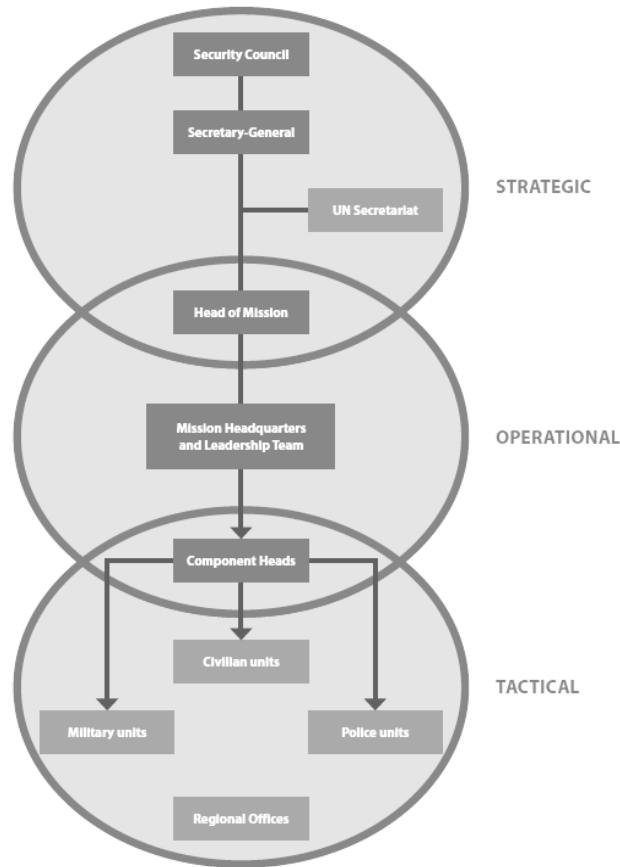 Security Council
Secretary-General
STRATEGIC
UN Secretariat
Head of Mission
Mission Headquarters
and Leadership Team
OPERATIONAL
Component Heads
Civilian units
TACTICAL
Military units
Police units
Regional Offices